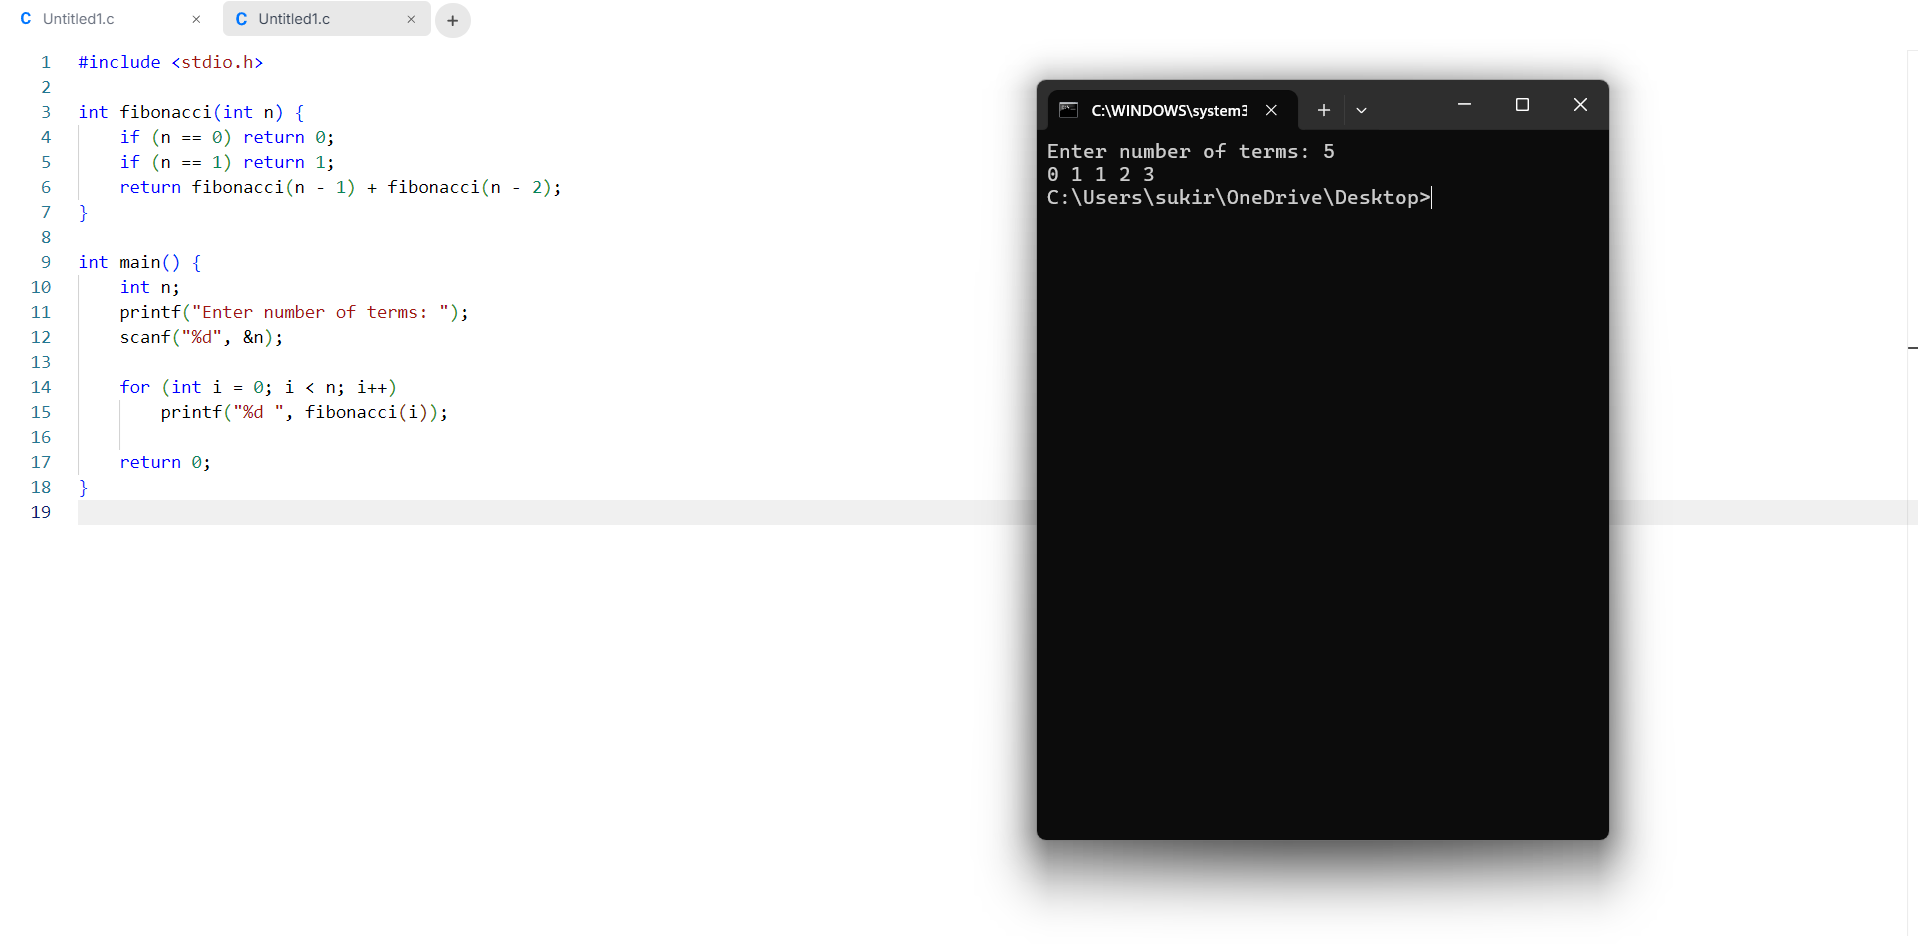 C Untitled1.c × C Untitled1.c × +
1 #include <stdio.h>
2
3 int fibonacci(int n) {
4     if (n == 0) return 0;
5     if (n == 1) return 1;
6     return fibonacci(n - 1) + fibonacci(n - 2);
7 }
8
9 int main() {
10     int n;
11     printf("Enter number of terms: ");
12     scanf("%d", &n);
13
14     for (int i = 0; i < n; i++)
15         printf("%d ", fibonacci(i));
16
17     return 0;
18 }
19
C:\WINDOWS\system3
Enter number of terms: 5
0 1 1 2 3
C:\Users\sukir\OneDrive\Desktop>